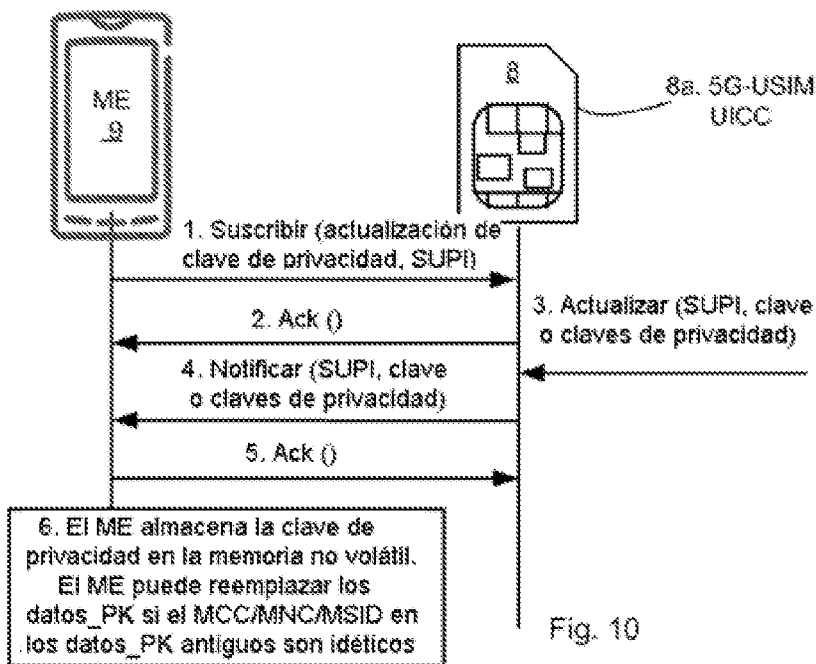 ME
9
8
8a. 5G-USIM
UICC
1. Suscribir (actualización de
clave de privacidad, SUPI)
2. Ack ()
3. Actualizar (SUPI, clave
o claves de privacidad)
4. Notificar (SUPI, clave
o claves de privacidad)
5. Ack ()
6. El ME almacena la clave de
privacidad en la memoria no volátil.
El ME puede reemplazar los
datos_PK si el MCC/MNC/MSID en
los datos_PK antiguos son idéticos
Fig. 10